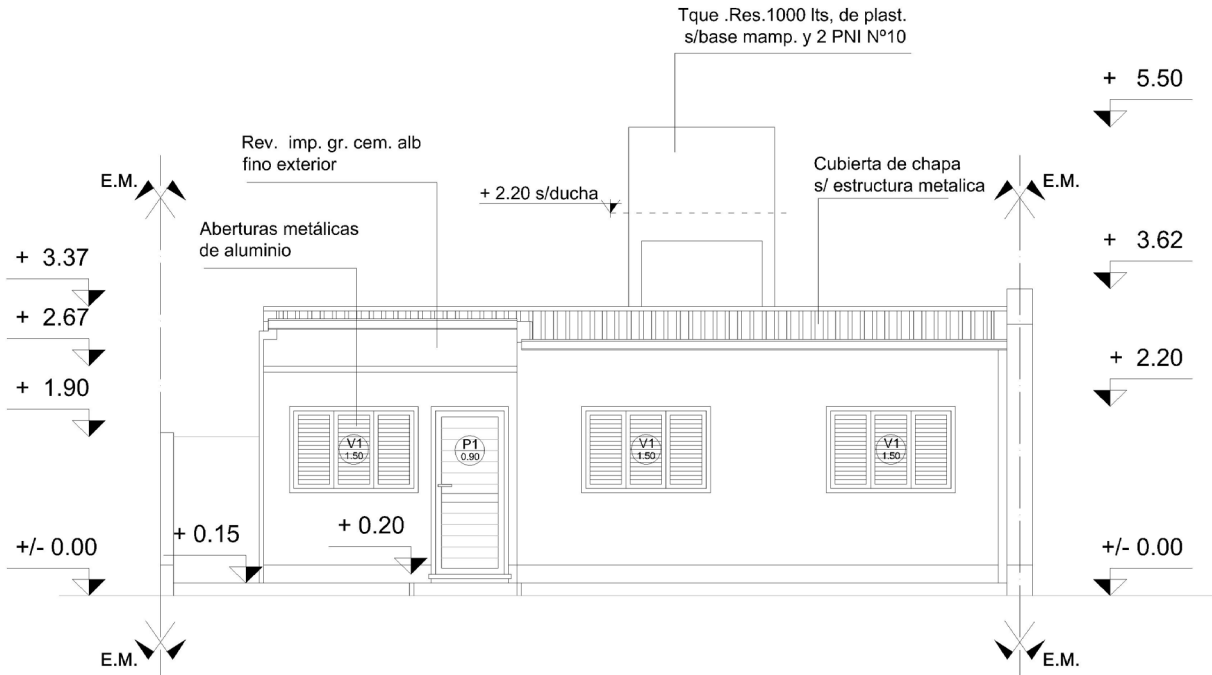 Tque .Res.1000 lts, de plast.
s/base mamp. y 2 PNI Nº10
+ 5.50
Rev. imp. gr. cem. alb
fino exterior
Cubierta de chapa
s/ estructura metalica
E.M.
E.M.
+ 2.20 s/ducha
Aberturas metálicas
de aluminio
+ 3.37
+ 3.62
+ 2.67
+ 2.20
+ 1.90
V1
1.50
P1
0.90
V1
1.50
V1
1.50
+ 0.15
+ 0.20
+/- 0.00
+/- 0.00
E.M.
E.M.